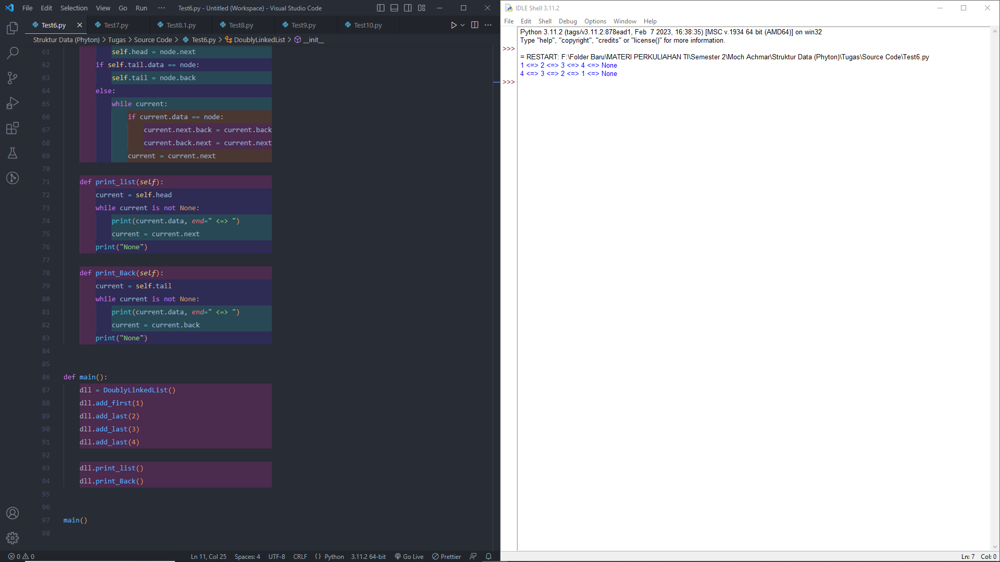 File Edit Selection View Go Run ··· Test6.py - Untitled (Workspace) - Visual Studio Code
Test6.py Test7.py Test8.1.py Test8.py Test9.py Test10.py
Struktur Data (Phyton) > Tugas > Source Code > Test6.py > DoublyLinkedList > __init__
61 self.head = node.next
62 if self.tail.data == node:
63 self.tail = node.back
64 else:
65 while current:
66 if current.data == node:
67 current.next.back = current.back
68 current.back.next = current.next
69 current = current.next
70
71 def print_list(self):
72 current = self.head
73 while current is not None:
74 print(current.data, end=" <=> ")
75 current = current.next
76 print("None")
77
78 def print_Back(self):
79 current = self.tail
80 while current is not None:
81 print(current.data, end=" <=> ")
82 current = current.back
83 print("None")
84
85
86 def main():
87 dll = DoublyLinkedList()
88 dll.add_first(1)
89 dll.add_last(2)
90 dll.add_last(3)
91 dll.add_last(4)
92
93 dll.print_list()
94 dll.print_Back()
95
96
97 main()
98
0 0 Ln 11, Col 25 Spaces: 4 UTF-8 CRLF {} Python 3.11.2 64-bit Go Live Prettier
IDLE Shell 3.11.2
File Edit Shell Debug Options Window Help
Python 3.11.2 (tags/v3.11.2:878ead1, Feb  7 2023, 16:38:35) [MSC v.1934 64 bit (AMD64)] on win32
Type "help", "copyright", "credits" or "license()" for more information.
>>>
= RESTART: F:\Folder Baru\MATERI PERKULIAHAN TI\Semester 2\Moch Achmar\Struktur Data (Phyton)\Tugas\Source Code\Test6.py
1 <=> 2 <=> 3 <=> 4 <=> None
4 <=> 3 <=> 2 <=> 1 <=> None
>>>
Ln: 7 Col: 0